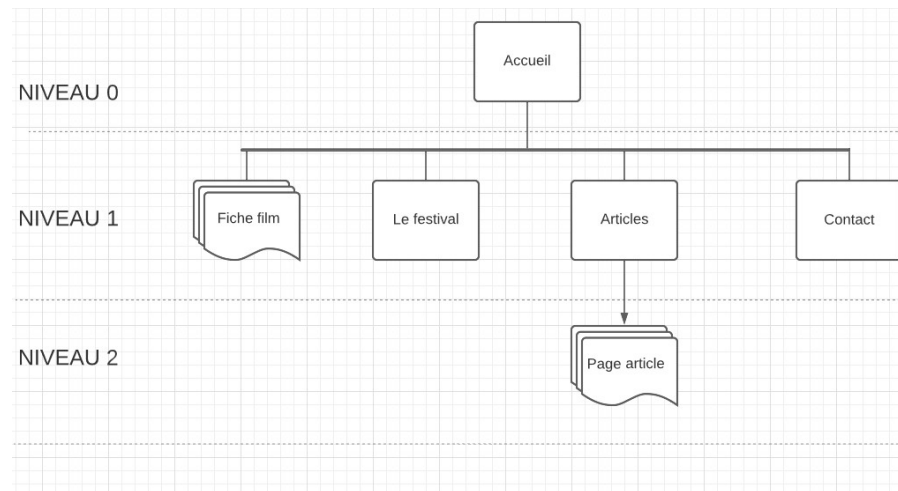 Accueil
NIVEAU 0
NIVEAU 1
Fiche film
Le festival
Articles
Contact
NIVEAU 2
Page article